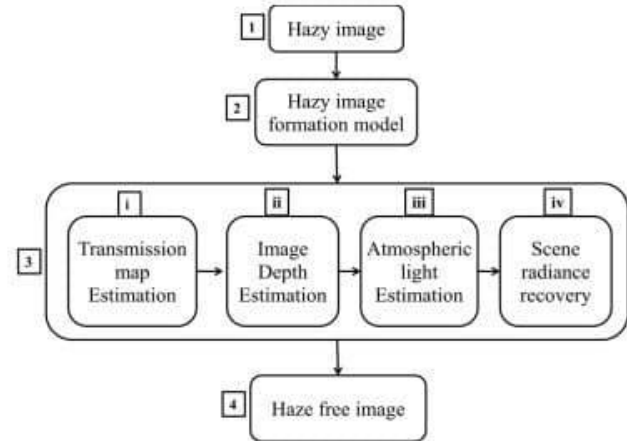 1
Hazy image
2
Hazy image
formation model
3
i
Transmission
map
Estimation
ii
Image
Depth
Estimation
iii
Atmospheric
light
Estimation
iv
Scene
radiance
recovery
4
Haze free image